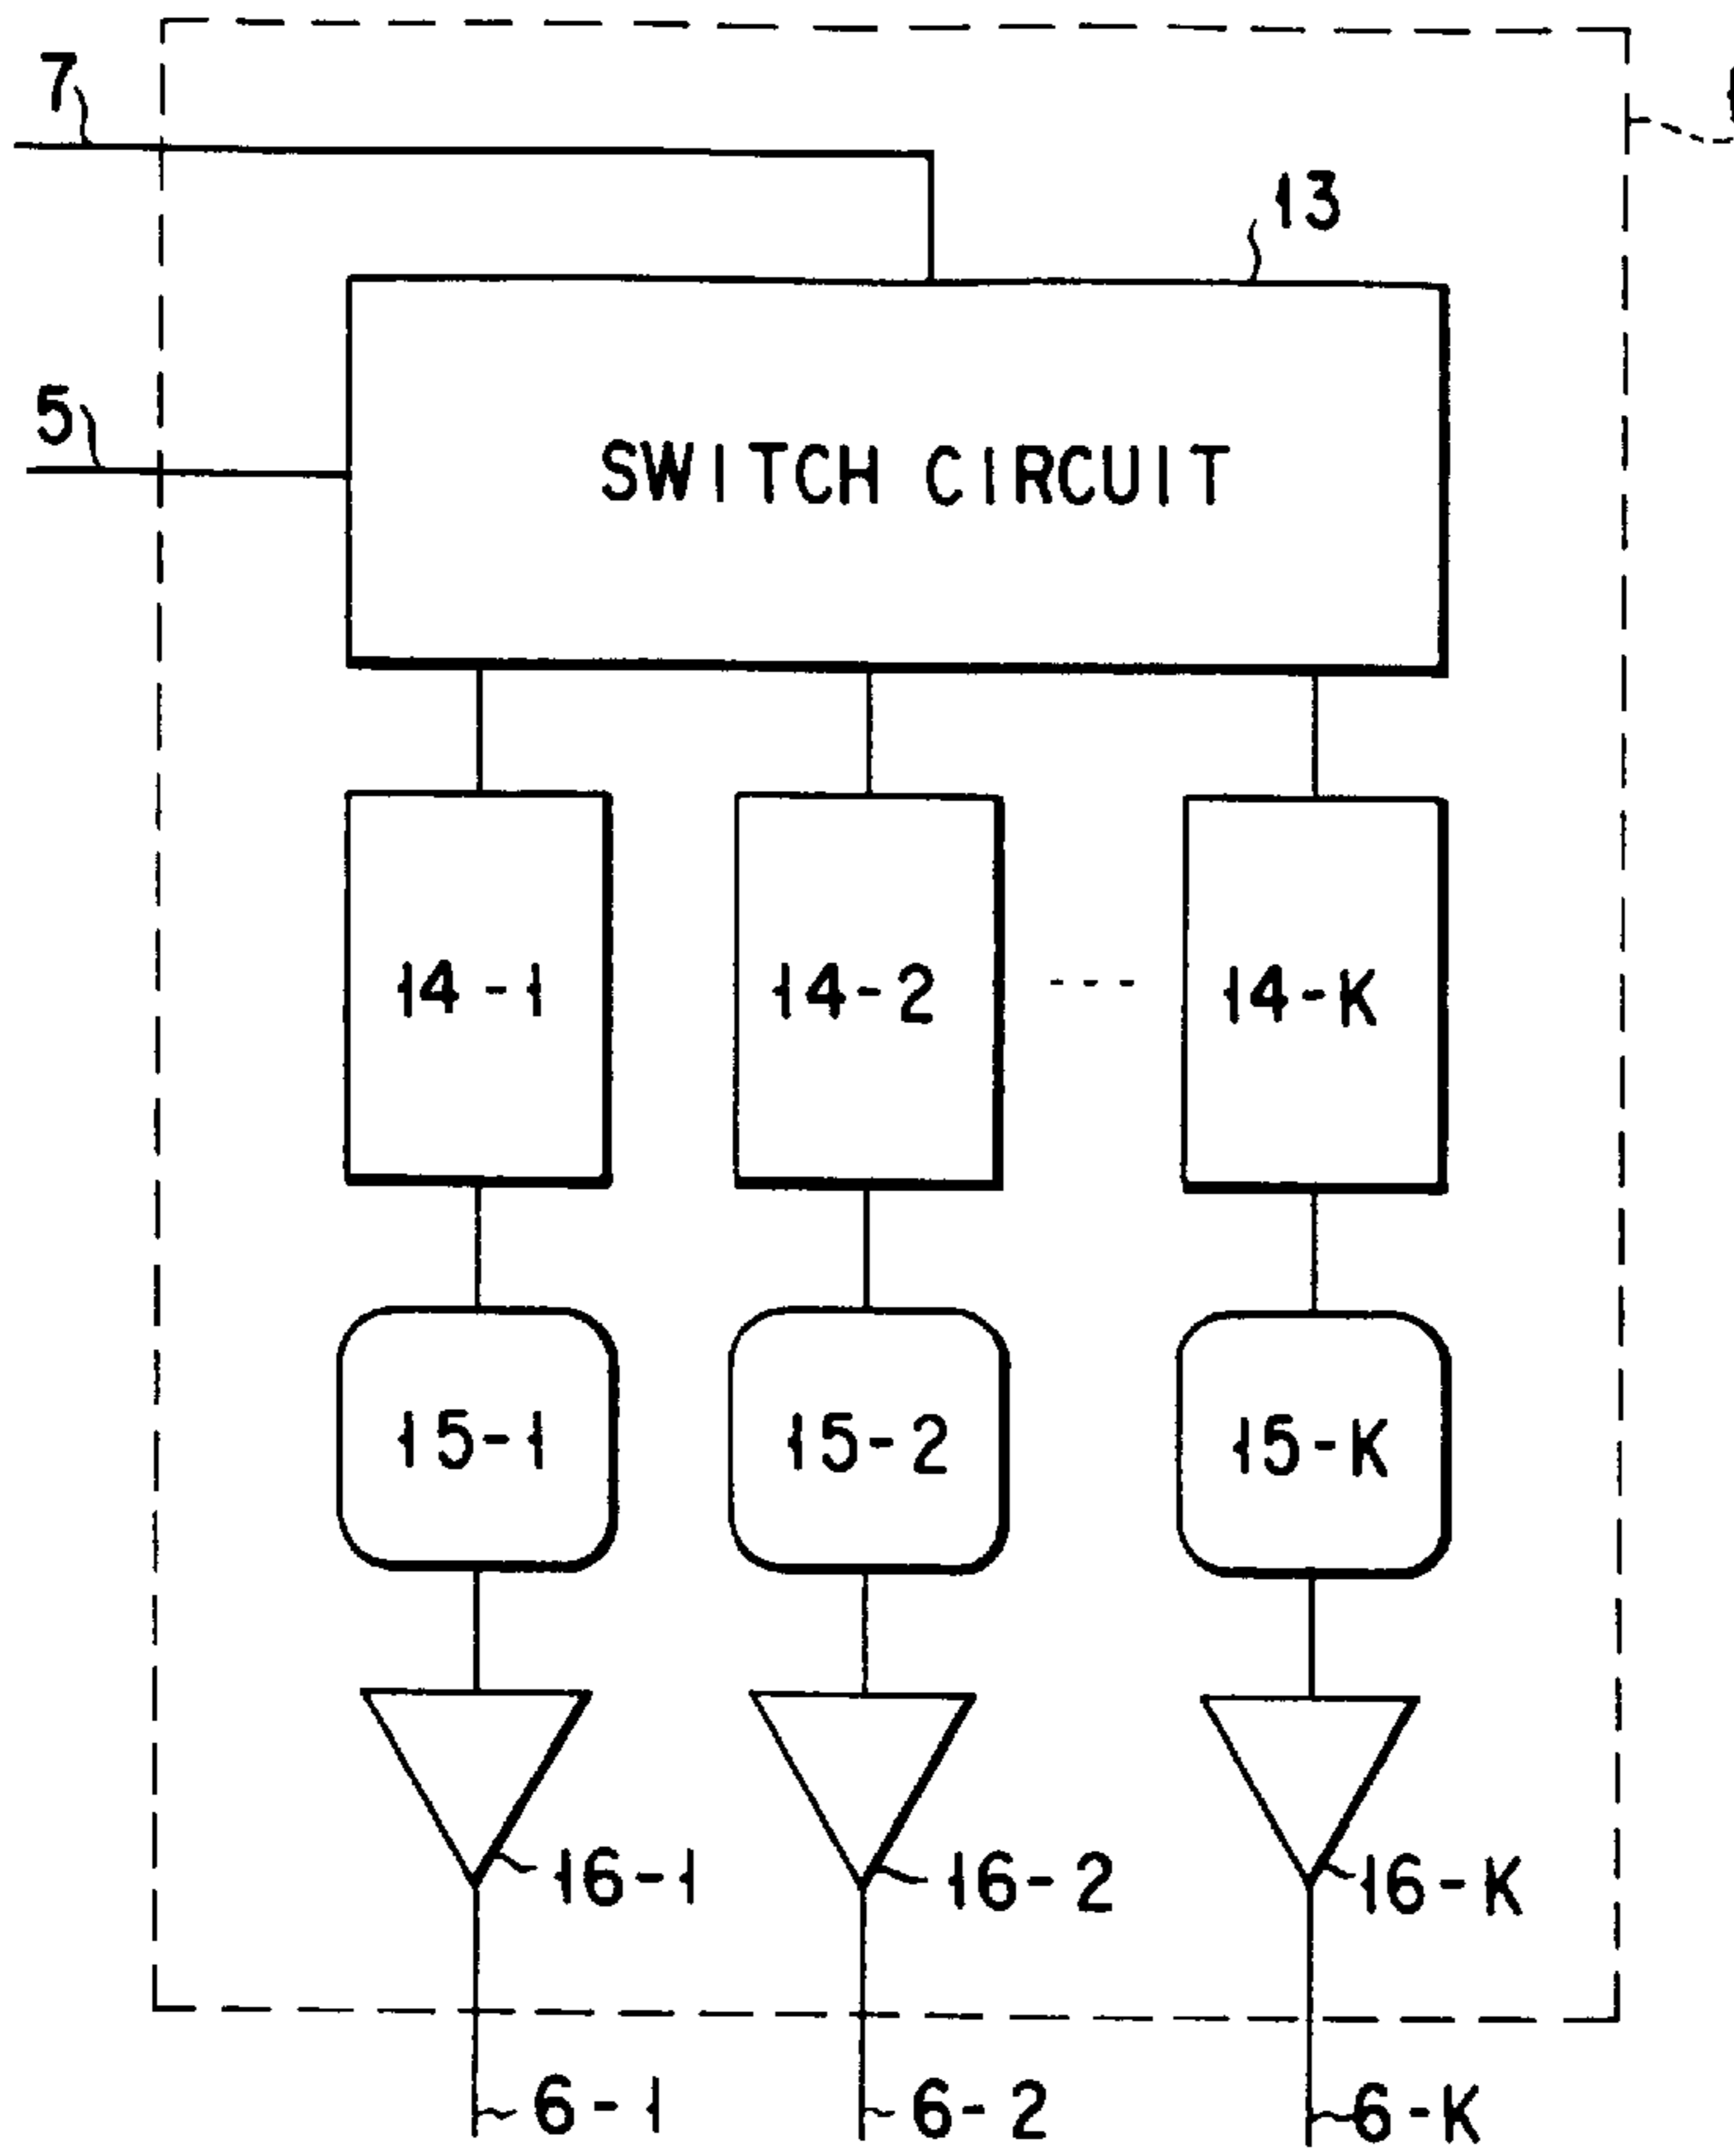 7
13
5
SWITCH CIRCUIT
14-1 14-2 --- 14-K
15-1 15-2 15-K
16-1 16-2 16-K
6-1 6-2 6-K